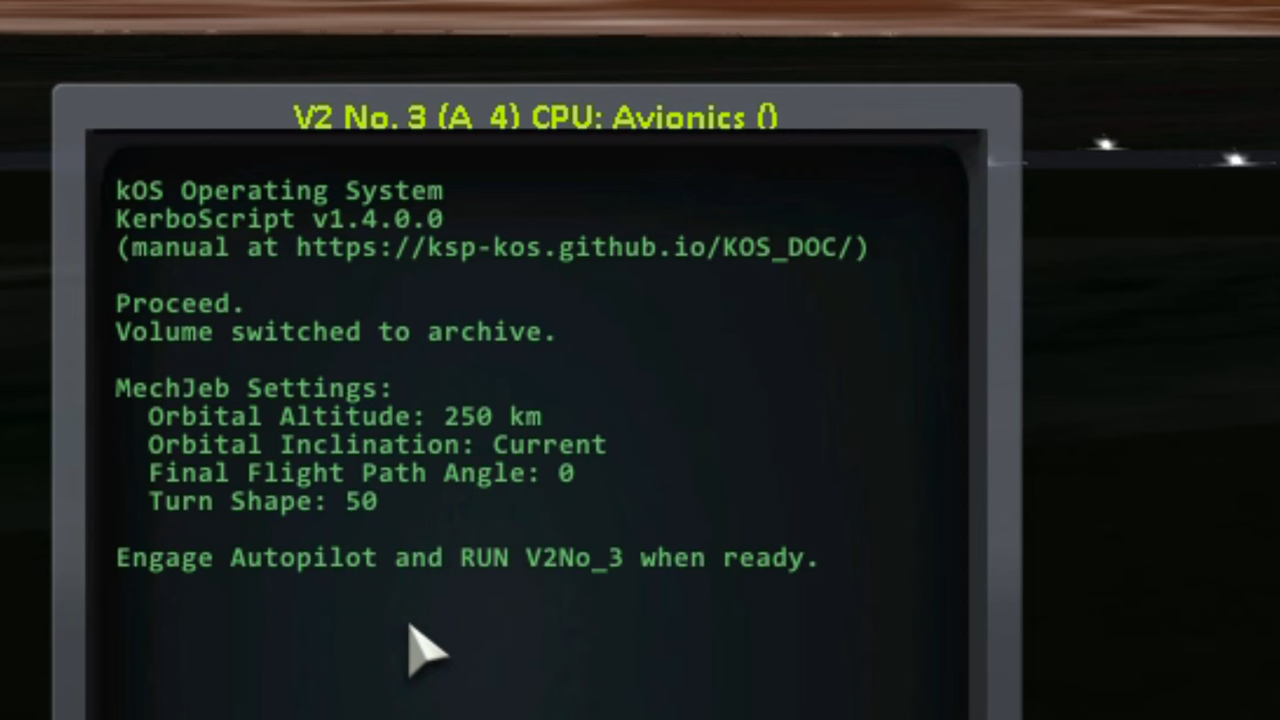 V2 No. 3 (A_4) CPU: Avionics ()
kOS Operating System
KerboScript v1.4.0.0
(manual at https://ksp-kos.github.io/KOS_DOC/)
Proceed.
Volume switched to archive.
MechJeb Settings:
Orbital Altitude: 250 km
Orbital Inclination: Current
Final Flight Path Angle: 0
Turn Shape: 50
Engage Autopilot and RUN V2No_3 when ready.